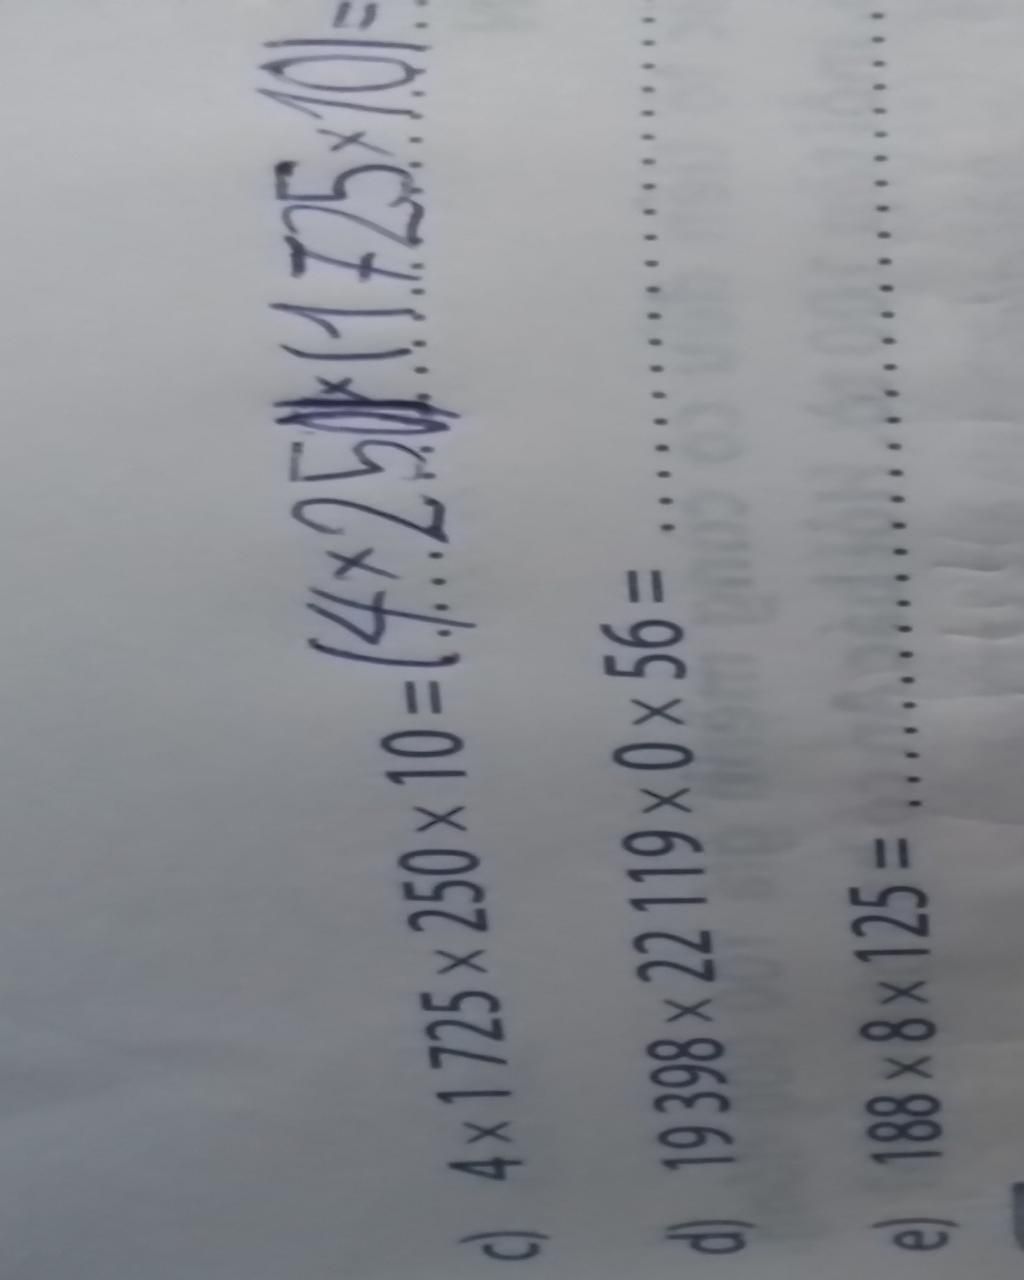 c) 4 × 1 725 × 250 × 10 = (4 × 250) × (1 725 × 10) =
d) 19 398 × 22 119 × 0 × 56 = ....................
e) 188 × 8 × 125 = ..............................